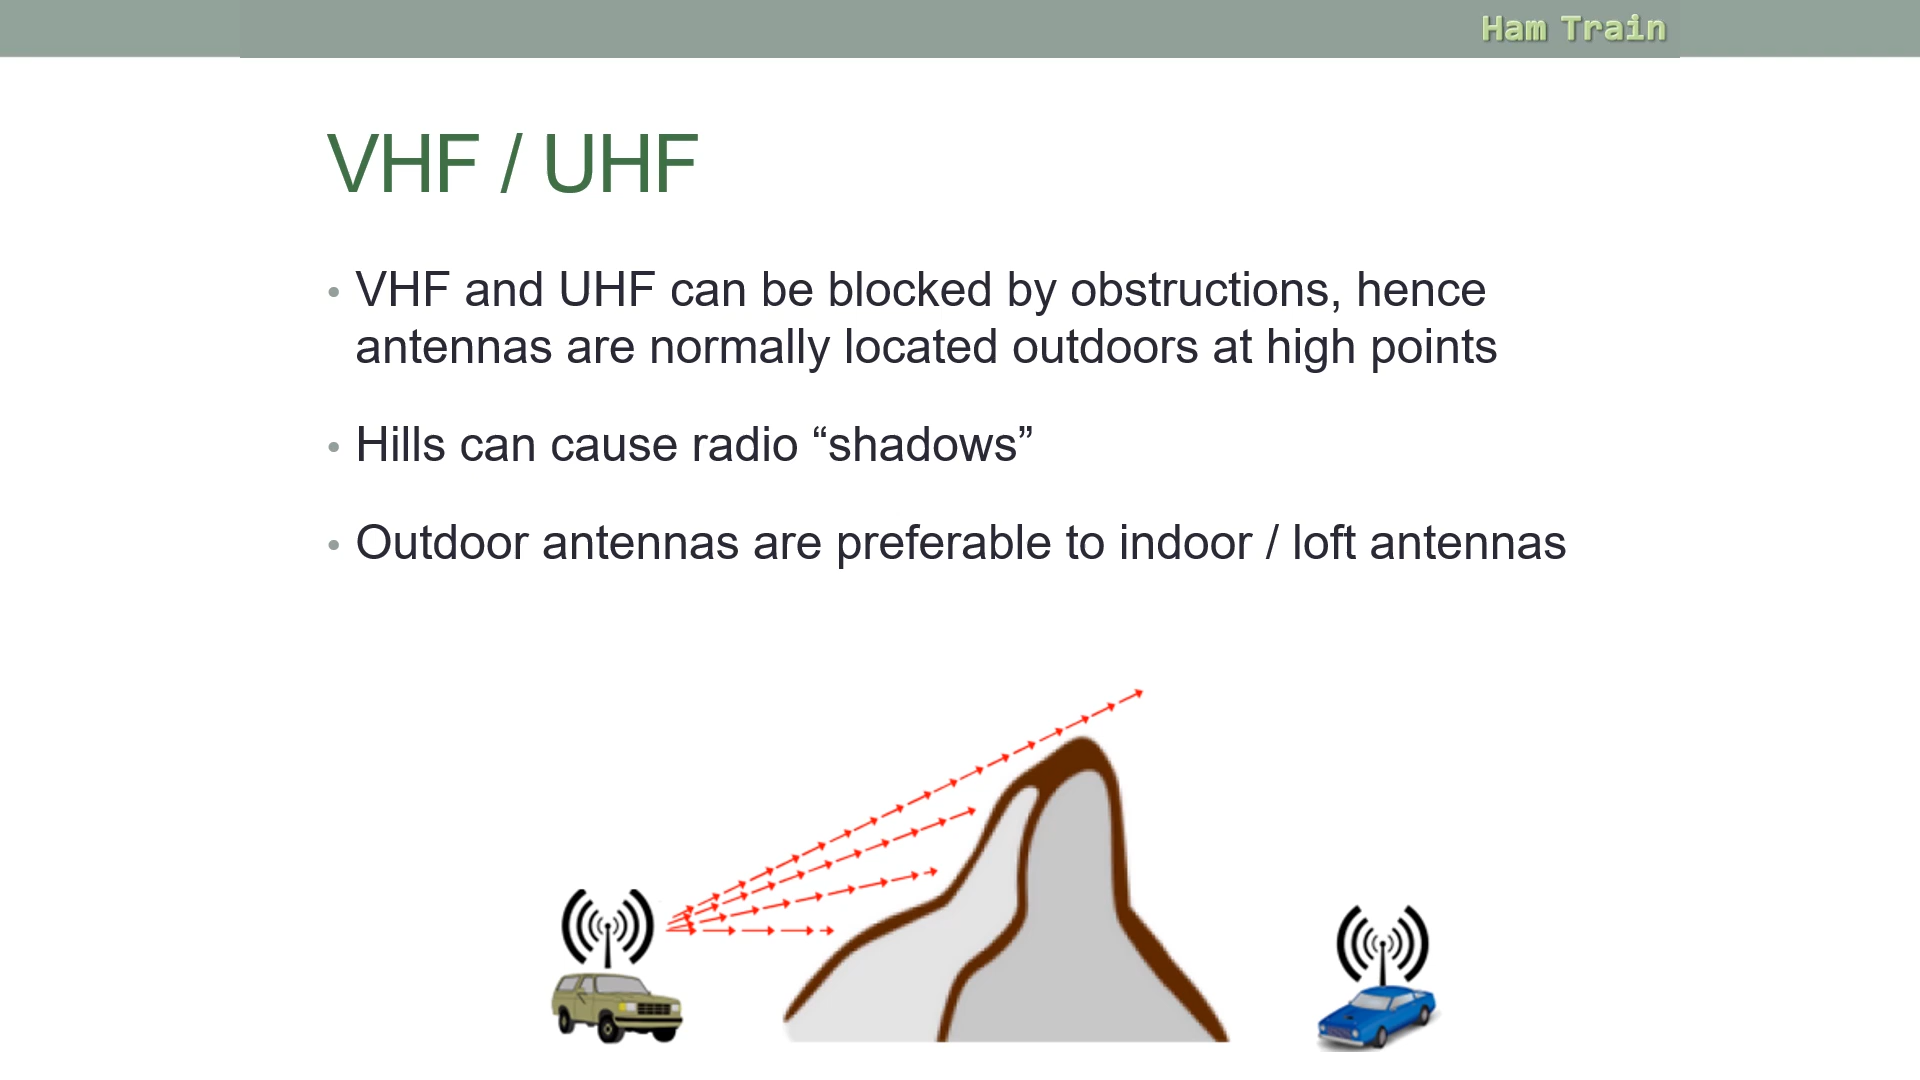 Ham Train
VHF / UHF
• VHF and UHF can be blocked by obstructions, hence
antennas are normally located outdoors at high points
• Hills can cause radio “shadows”
• Outdoor antennas are preferable to indoor / loft antennas